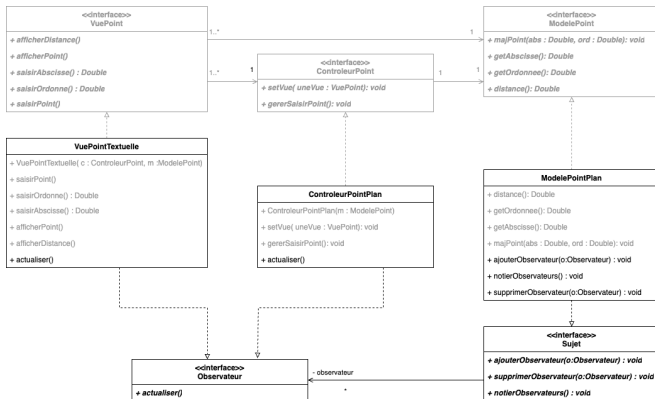 <<interface>>
VuePoint
+ afficherDistance()
+ afficherPoint()
+ saisirAbscisse() : Double
+ saisirOrdonne() : Double
+ saisirPoint()
1..*
1
1..*
1
<<interface>>
ControleurPoint
+ setVue( uneVue : VuePoint): void
+ gererSaisirPoint(): void
1
1
<<interface>>
ModelePoint
+ majPoint(abs : Double, ord : Double): void
+ getAbscisse(): Double
+ getOrdonnee(): Double
+ distance(): Double
VuePointTextuelle
+ VuePointTextuelle( c : ControleurPoint, m :ModelePoint)
+ saisirPoint()
+ saisirOrdonne() : Double
+ saisirAbscisse() : Double
+ afficherPoint()
+ afficherDistance()
+ actualiser()
ControleurPointPlan
+ ControleurPointPlan(m : ModelePoint)
+ setVue( uneVue : VuePoint): void
+ gererSaisirPoint(): void
+ actualiser()
ModelePointPlan
+ distance(): Double
+ getOrdonnee(): Double
+ getAbscisse(): Double
+ majPoint(abs : Double, ord : Double): void
+ ajouterObservateur(o:Observateur) : void
+ notierObservateurs() : void
+ supprimerObservateur(o:Observateur) : void
<<interface>>
Observateur
+ actualiser()
- observateur
*
<<interface>>
Sujet
+ ajouterObservateur(o:Observateur) : void
+ supprimerObservateur(o:Observateur) : void
+ notierObservateurs() : void